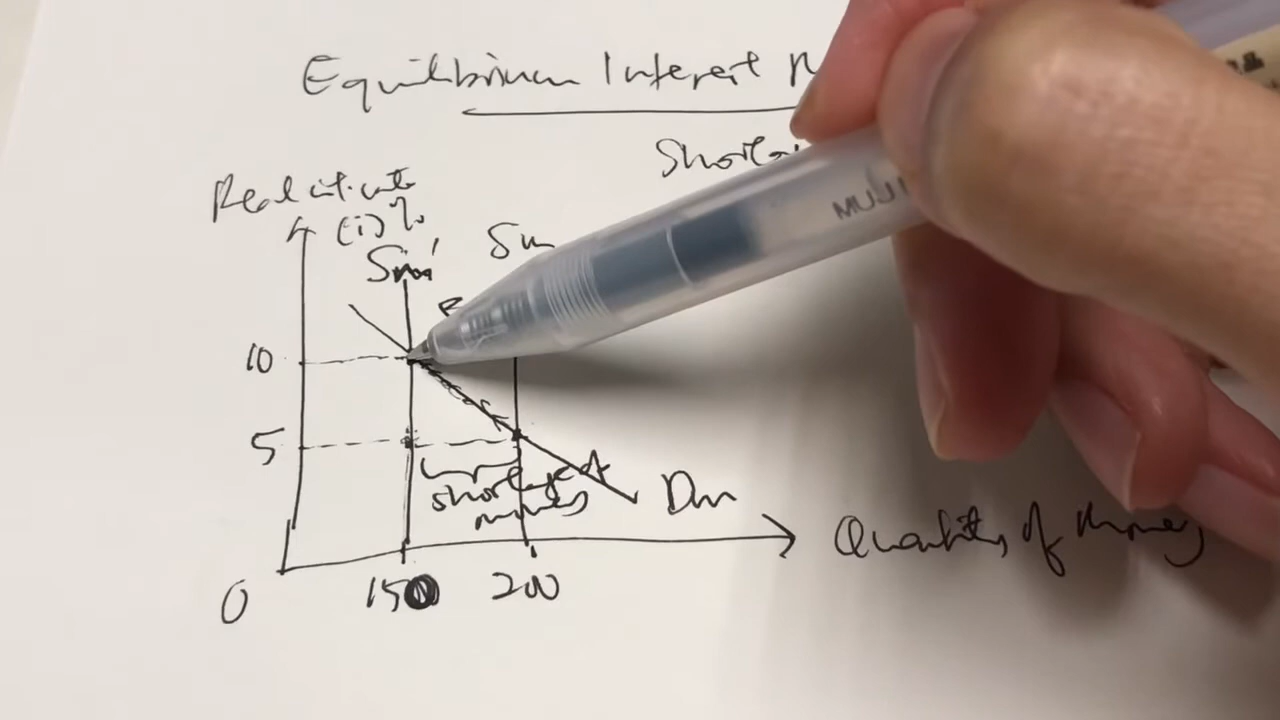 Equilibrium Interest R
Shorta
Real int. rate
(i) %
Sm'
Sm
MUJI
10
5
shortage of
money
Dm
Quantity of Money
0
150
200